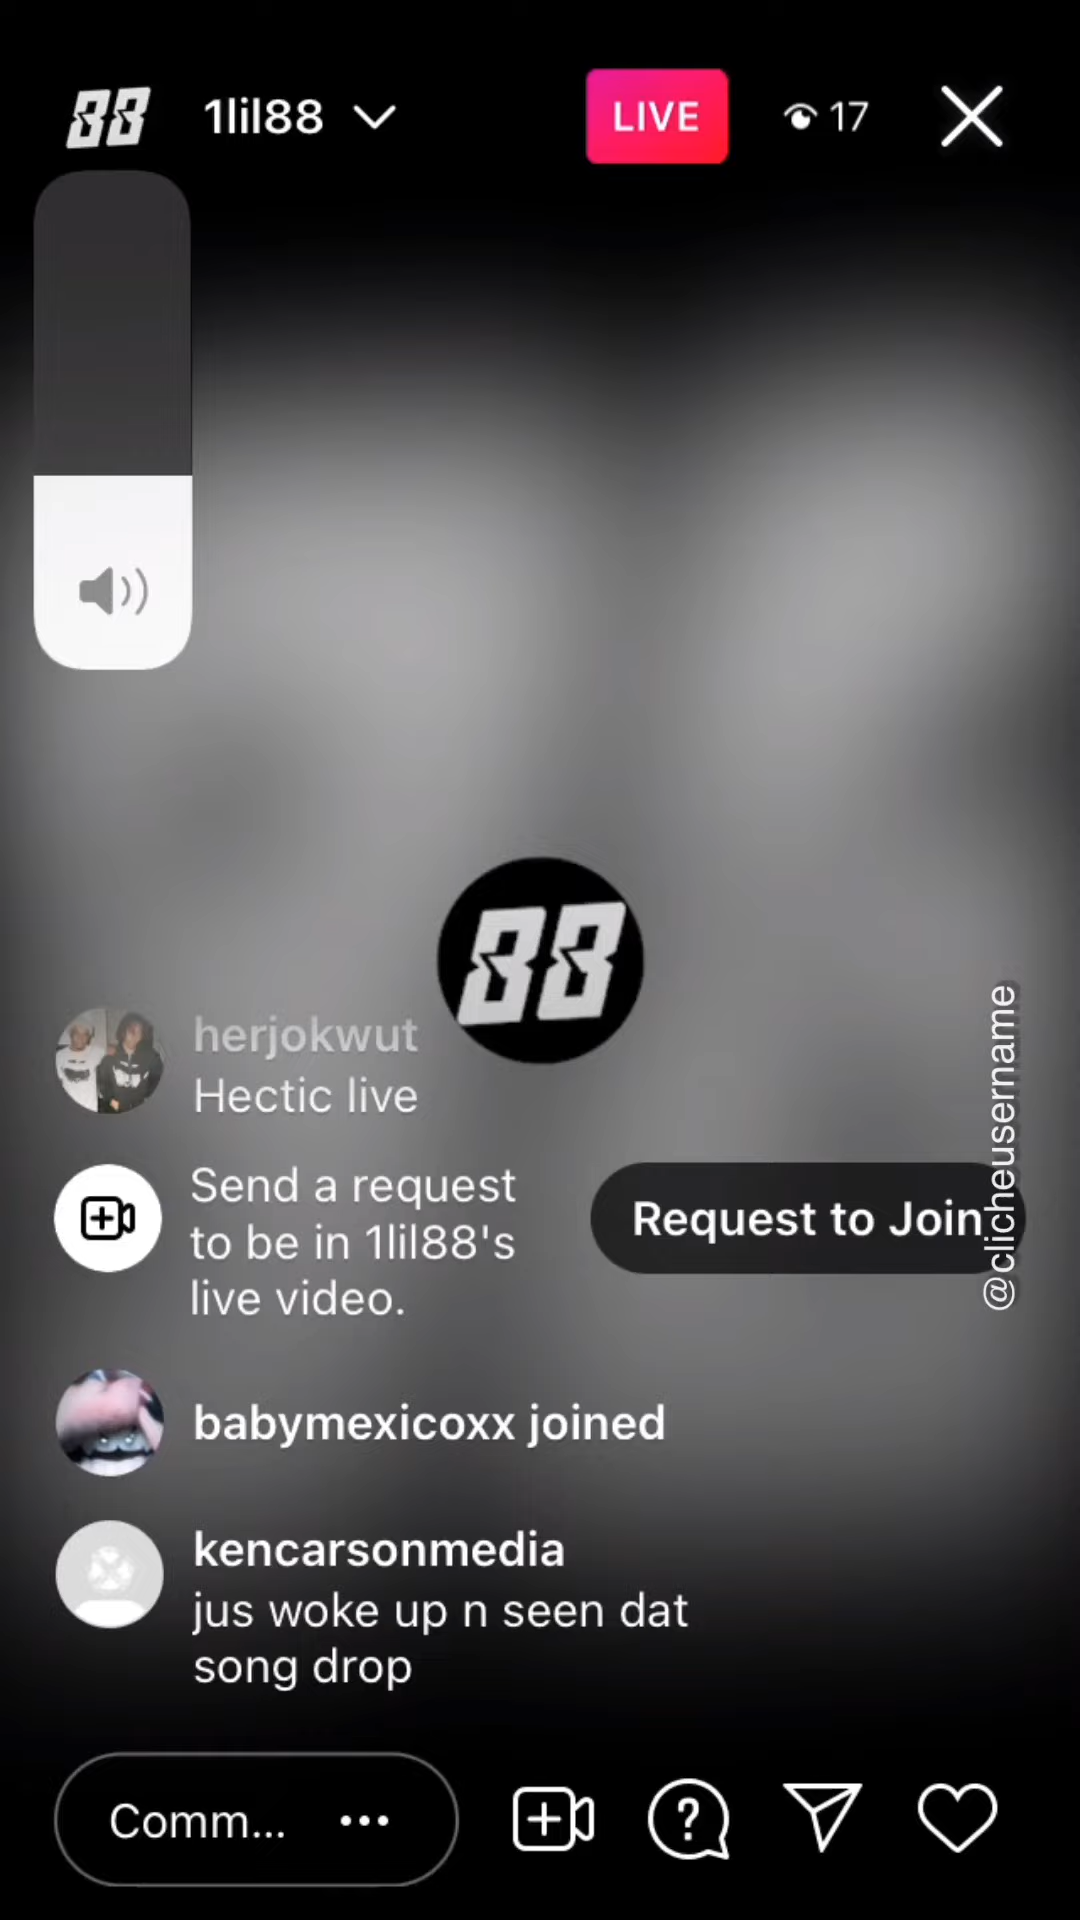 88 1lil88 LIVE 17
88
herjokwut
Hectic live
Send a request
to be in 1lil88's
live video.
Request to Join
@clicheusername
babymexicoxx joined
kencarsonmedia
jus woke up n seen dat
song drop
Comm...